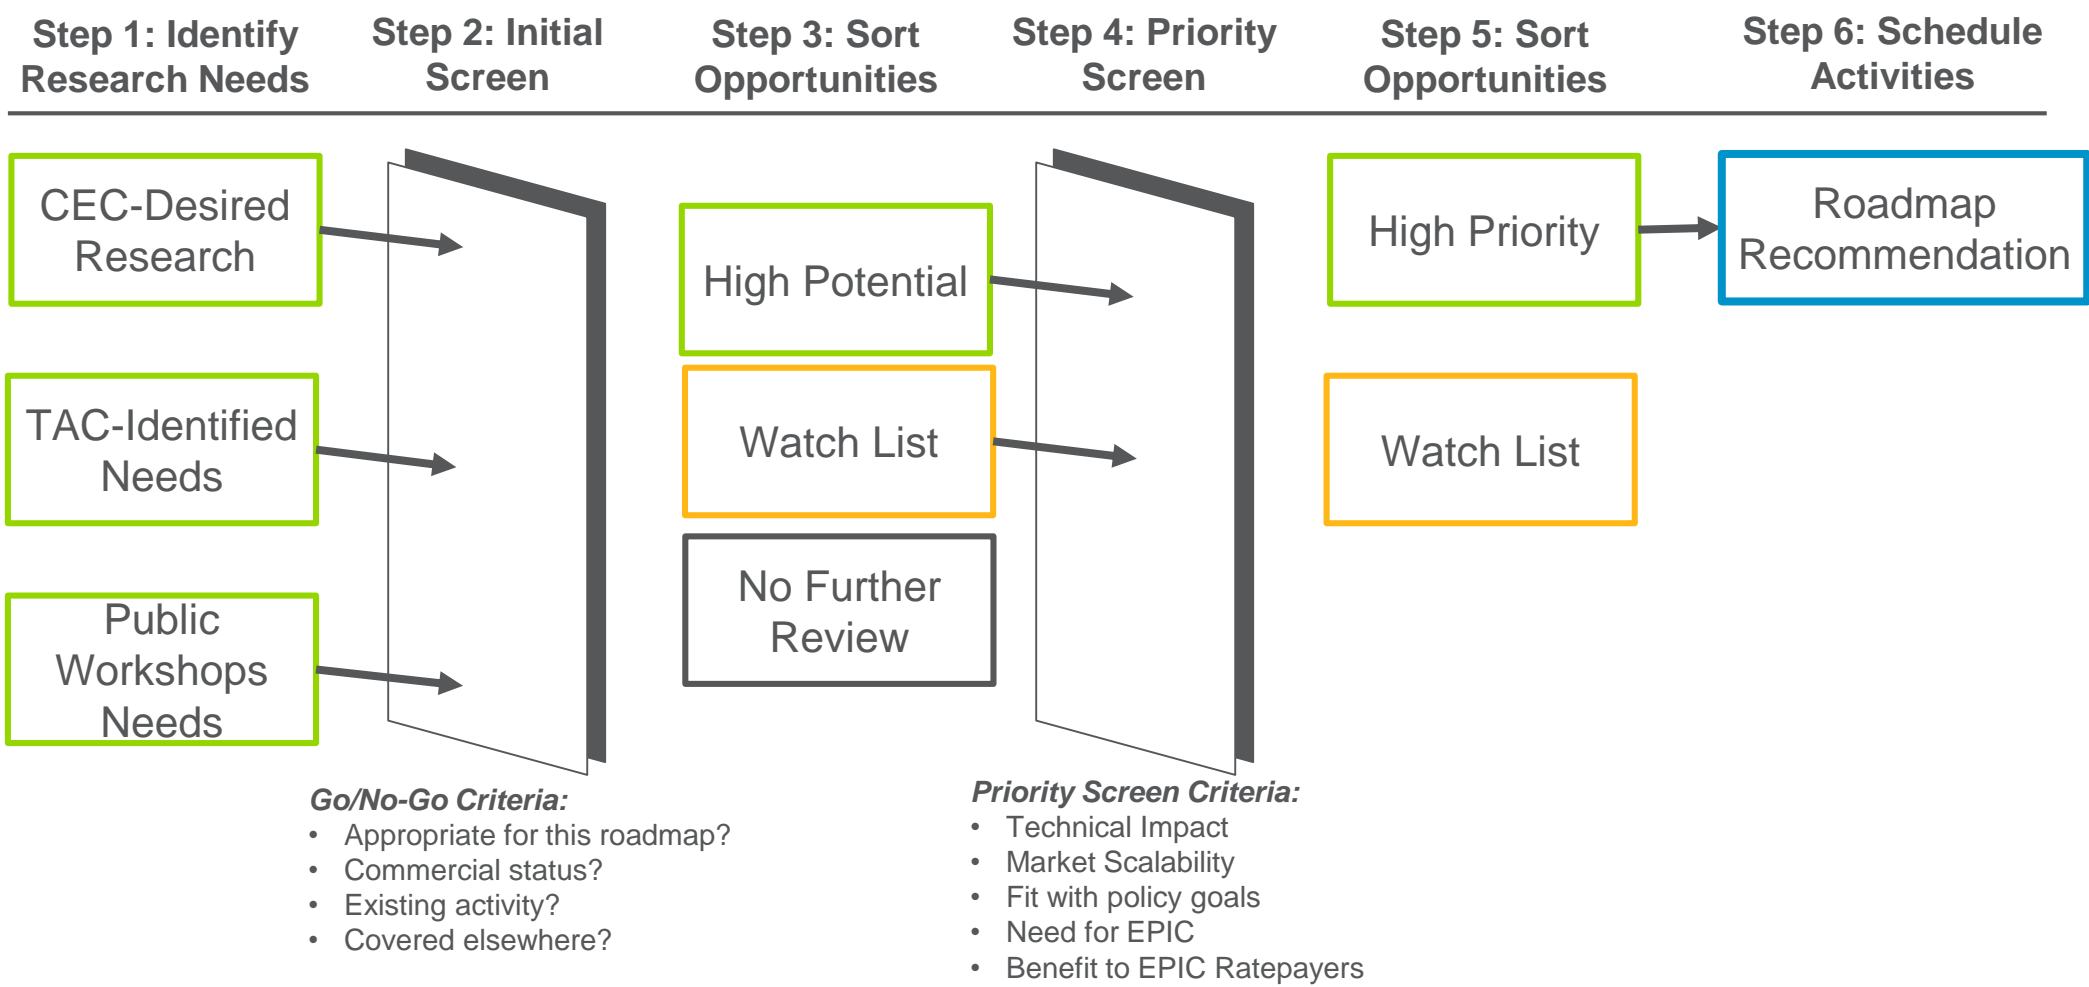 Step 1: Identify
Research Needs
Step 2: Initial
Screen
Step 3: Sort
Opportunities
Step 4: Priority
Screen
Step 5: Sort
Opportunities
Step 6: Schedule
Activities
CEC-Desired
Research
TAC-Identified
Needs
Public
Workshops
Needs
High Potential
Watch List
No Further
Review
High Priority
Watch List
Roadmap
Recommendation
Go/No-Go Criteria:
• Appropriate for this roadmap?
• Commercial status?
• Existing activity?
• Covered elsewhere?
Priority Screen Criteria:
• Technical Impact
• Market Scalability
• Fit with policy goals
• Need for EPIC
• Benefit to EPIC Ratepayers